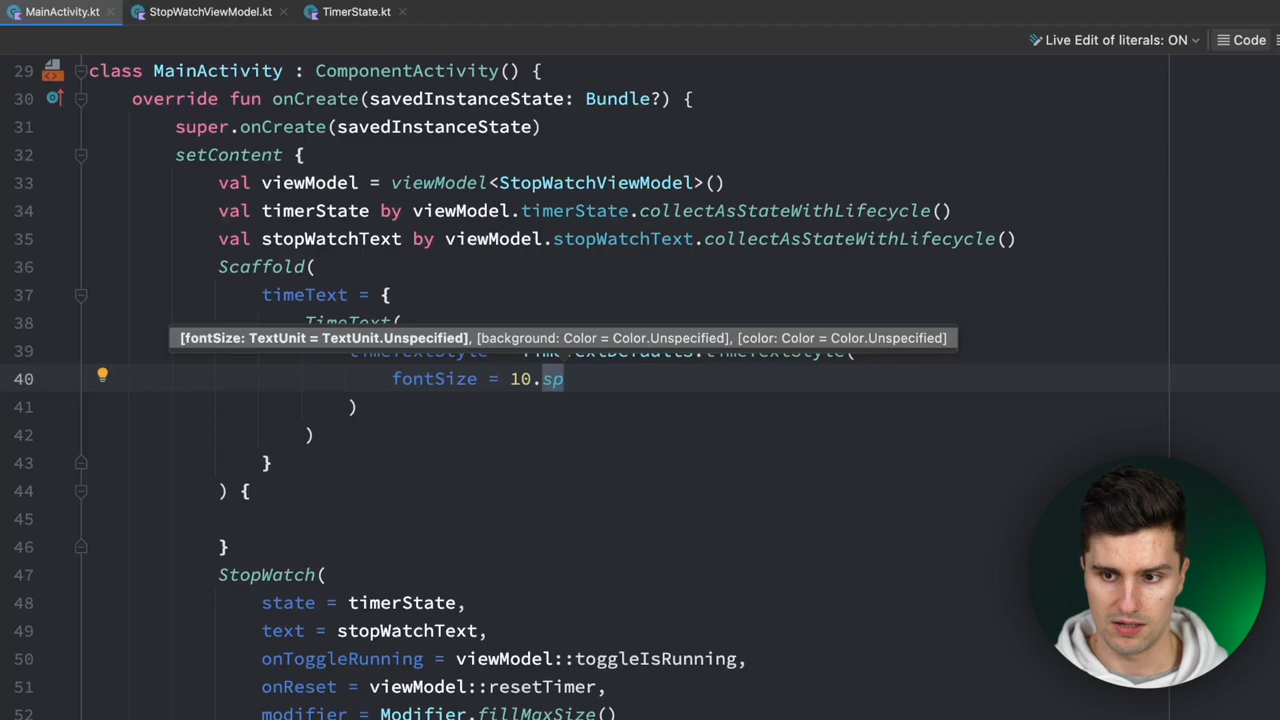 MainActivity.kt
StopWatchViewModel.kt
TimerState.kt
Live Edit of literals: ON
Code
29 class MainActivity : ComponentActivity() {
30 override fun onCreate(savedInstanceState: Bundle?) {
31 super.onCreate(savedInstanceState)
32 setContent {
33 val viewModel = viewModel<StopWatchViewModel>()
34 val timerState by viewModel.timerState.collectAsStateWithLifecycle()
35 val stopWatchText by viewModel.stopWatchText.collectAsStateWithLifecycle()
36 Scaffold(
37 timeText = {
38 TimeText(
[fontSize: TextUnit = TextUnit.Unspecified], [background: Color = Color.Unspecified], [color: Color = Color.Unspecified]
39 timeTextStyle = TimeTextDefaults.timeTextStyle(
40 fontSize = 10.sp
41 )
42 )
43 }
44 ) {
45
46 }
47 StopWatch(
48 state = timerState,
49 text = stopWatchText,
50 onToggleRunning = viewModel::toggleIsRunning,
51 onReset = viewModel::resetTimer,
52 modifier = Modifier.fillMaxSize()